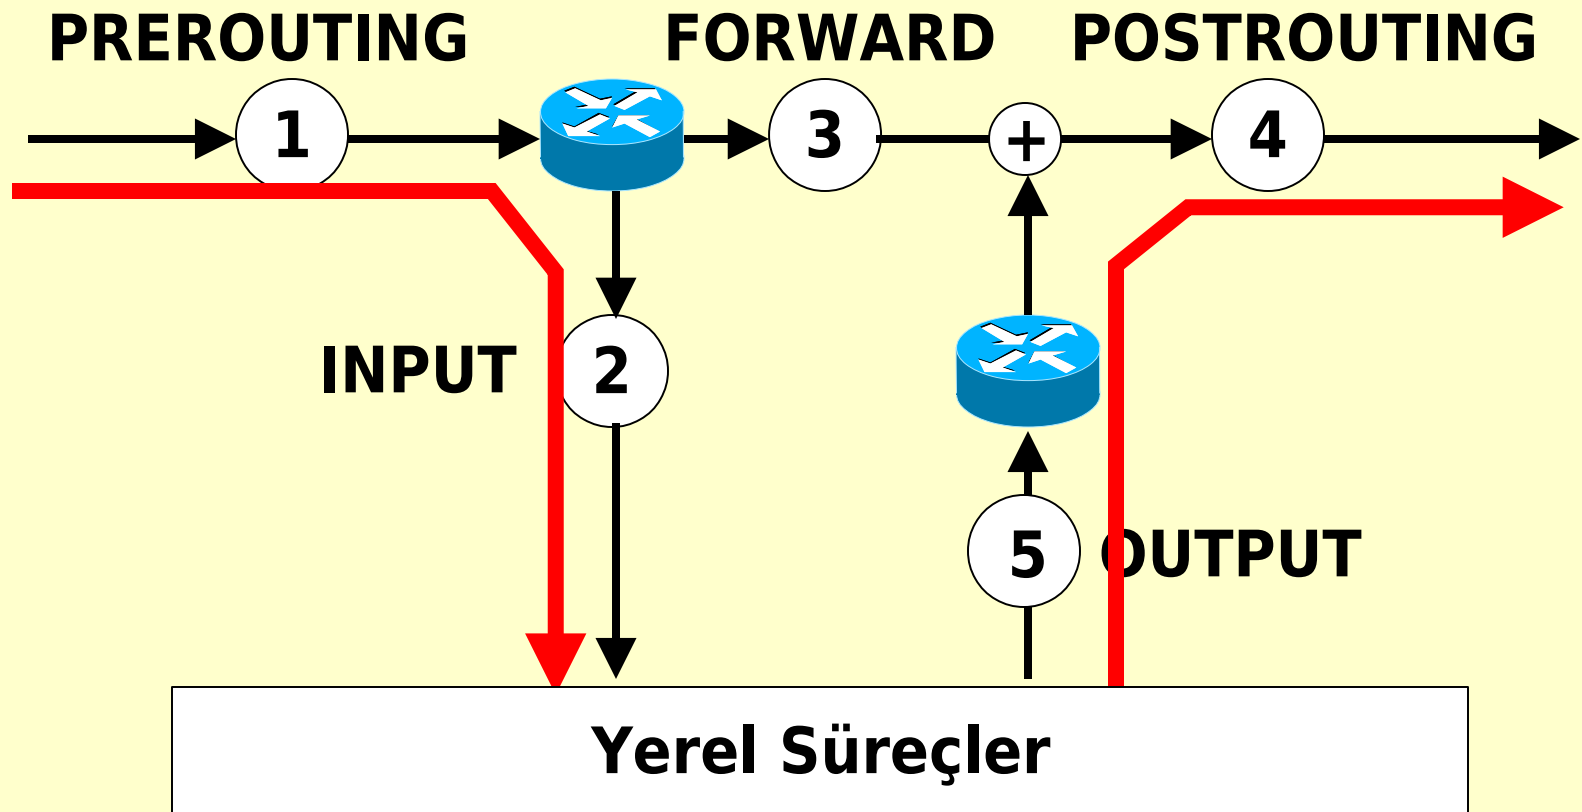 PREROUTING FORWARD POSTROUTING
1 3 + 4
INPUT 2
5 OUTPUT
Yerel Süreçler